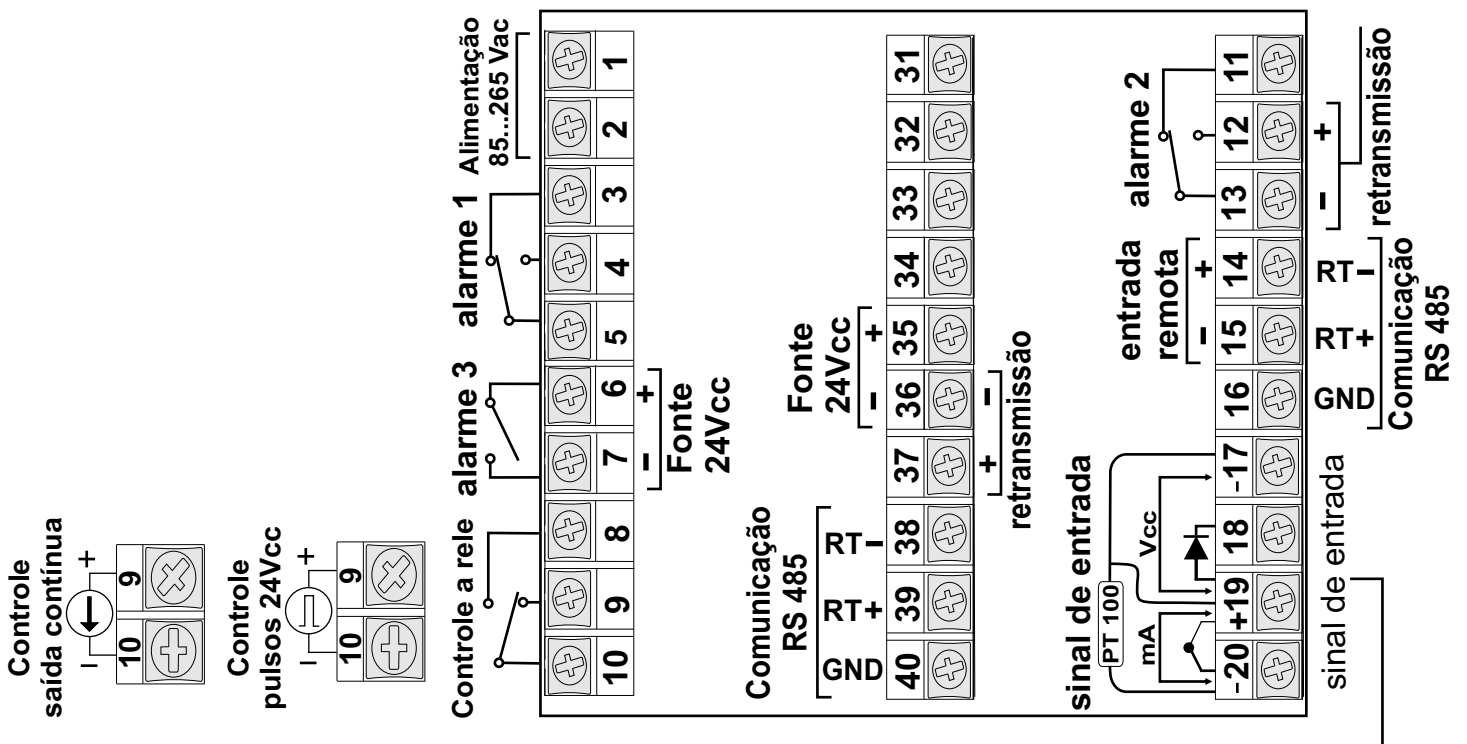 Controle
saída contínua
− +
10 9
Controle
pulsos 24Vcc
− +
10 9
Controle a rele
alarme 3
alarme 1
Alimentação
85...265 Vac
10 9 8 7 6 5 4 3 2 1
− +
Fonte
24Vcc
Comunicação
RS 485
GND RT+ RT−
Fonte
24Vcc
− +
40 39 38 37 36 35 34 33 32 31
+ −
retransmissão
sinal de entrada
PT 100
mA
Vcc
entrada
remota
− +
alarme 2
-20 +19 18 -17 16 15 14 13 12 11
sinal de entrada
GND RT+ RT−
Comunicação
RS 485
− +
retransmissão